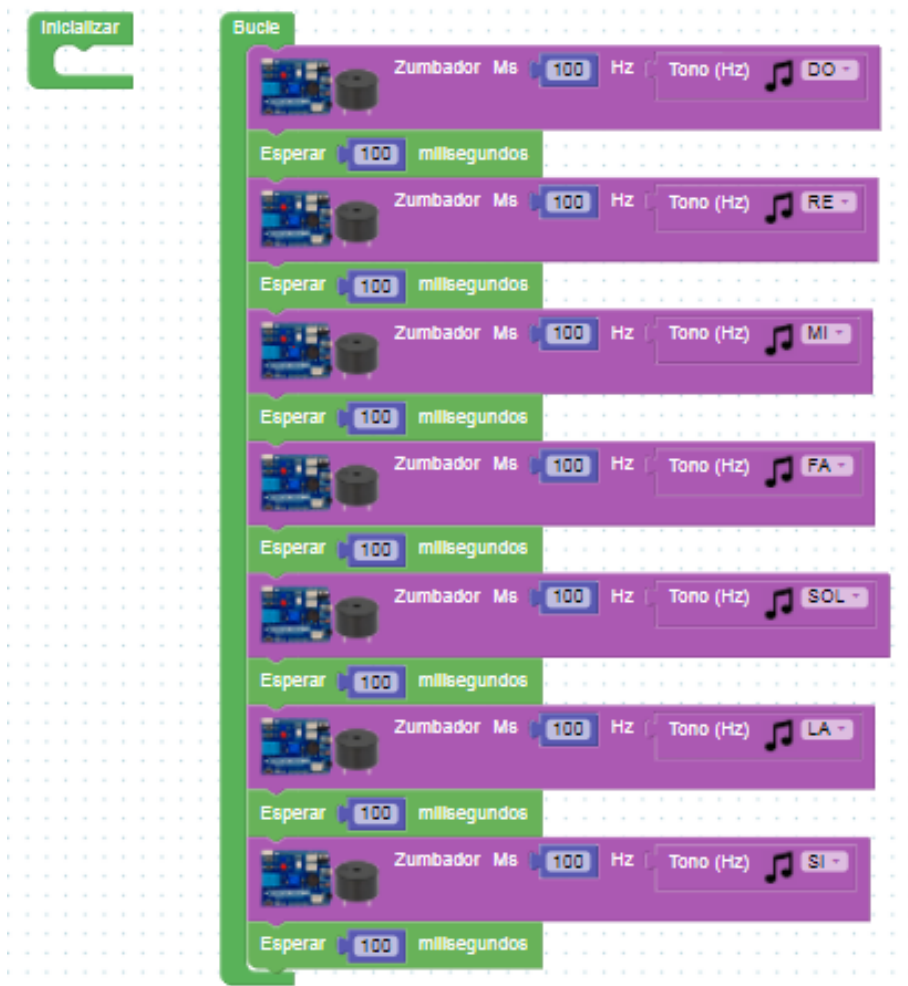 Inicializar
Bucle
Zumbador Ms 100 Hz Tono (Hz) DO
Esperar 100 milisegundos
Zumbador Ms 100 Hz Tono (Hz) RE
Esperar 100 milisegundos
Zumbador Ms 100 Hz Tono (Hz) MI
Esperar 100 milisegundos
Zumbador Ms 100 Hz Tono (Hz) FA
Esperar 100 milisegundos
Zumbador Ms 100 Hz Tono (Hz) SOL
Esperar 100 milisegundos
Zumbador Ms 100 Hz Tono (Hz) LA
Esperar 100 milisegundos
Zumbador Ms 100 Hz Tono (Hz) SI
Esperar 100 milisegundos